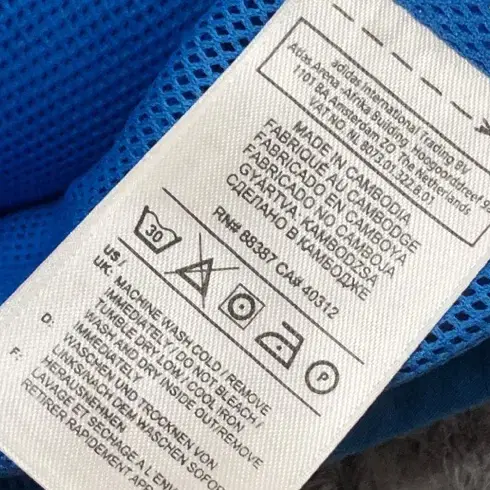 adidas International Trading BV
Atlas Arena-Afrika Building, Hoogoorddreef 9a
1101 BA Amsterdam ZO, The Netherlands
VAT NO. NL 8073.01.322.B.01
MADE IN CAMBODIA
FABRIQUE AU CAMBODGE
FABRICADO EN CAMBOYA
FABRICADO NO CAMBOJA
GYÁRTVA: KAMBODZSA
СДЕЛАНО В КАМБОДЖЕ
RN# 88387 CA# 40312
30 P
US:
UK: MACHINE WASH COLD / REMOVE
IMMEDIATELY / DO NOT BLEACH /
TUMBLE DRY LOW / COOL IRON /
WASH AND DRY INSIDE OUT/REMOVE
IMMEDIATELY
D: WASCHEN UND TROCKNEN VON
LINKS/NACH DEM WASCHEN SOFORT
HERAUSNEHMEN
F: LAVAGE ET SECHAGE A L'ENVERS
RETIRER RAPIDEMENT APRES